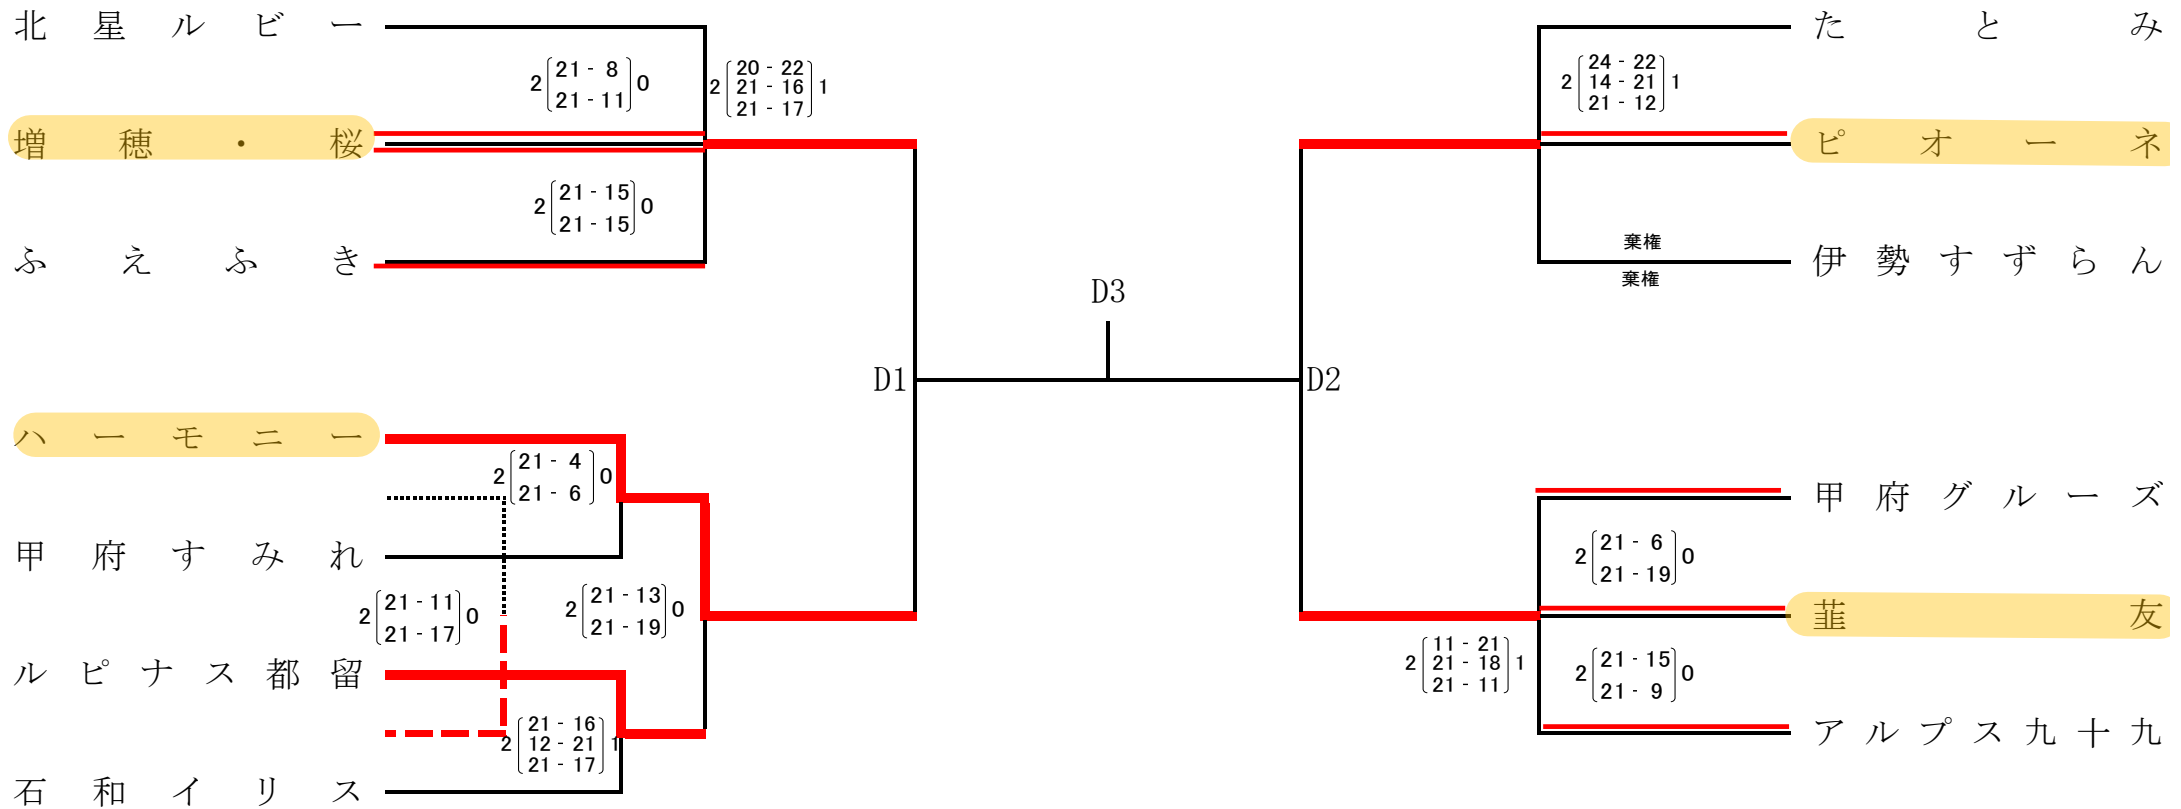 北星ルビー
2 21 - 8 0
21 - 11
2 20 - 22 1
21 - 16
21 - 17
増穂・桜
2 21 - 15 0
21 - 15
ふえふき
ハーモニー
2 21 - 4 0
21 - 6
甲府すみれ
2 21 - 11 0
21 - 17
2 21 - 13 0
21 - 19
ルピナス都留
2 21 - 16 1
12 - 21
21 - 17
石和イリス
D1
D3
D2
たとみ
2 24 - 22 1
14 - 21
21 - 12
ピオーネ
棄権
伊勢すずらん
棄権
甲府グルーズ
2 21 - 6 0
21 - 19
韮友
2 11 - 21 1
21 - 18
21 - 11
2 21 - 15 0
21 - 9
アルプス九十九